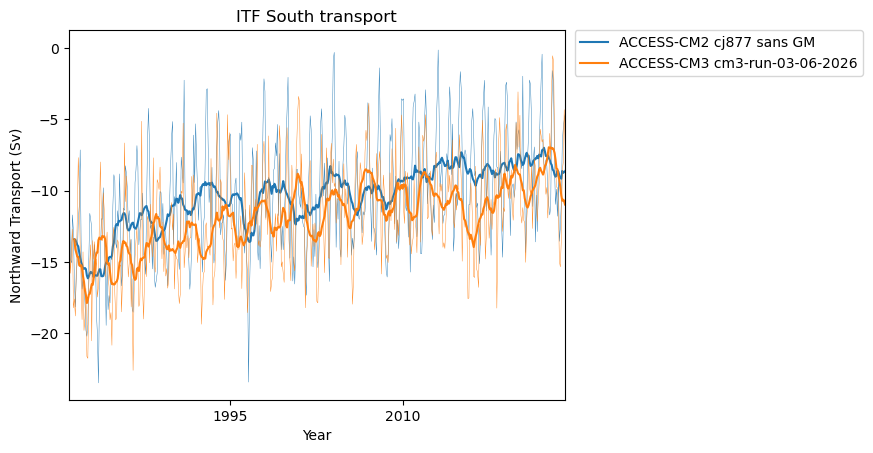 ITF South transport
ACCESS-CM2 cj877 sans GM
ACCESS-CM3 cm3-run-03-06-2026
Northward Transport (Sv)
0
−5
−10
−15
−20
1995
2010
Year